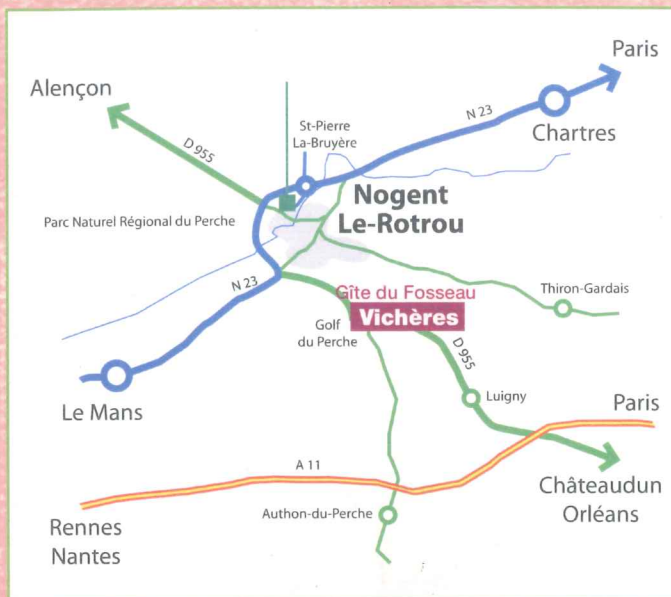 Paris
Alençon
N 23
St-Pierre
La-Bruyère
Chartres
D 955
Nogent
Le-Rotrou
Parc Naturel Régional du Perche
N 23
Gîte du Fosseau
Vichères
Thiron-Gardais
Golf
du Perche
D 955
Le Mans
Luigny
Paris
A 11
Châteaudun
Orléans
Authon-du-Perche
Rennes
Nantes